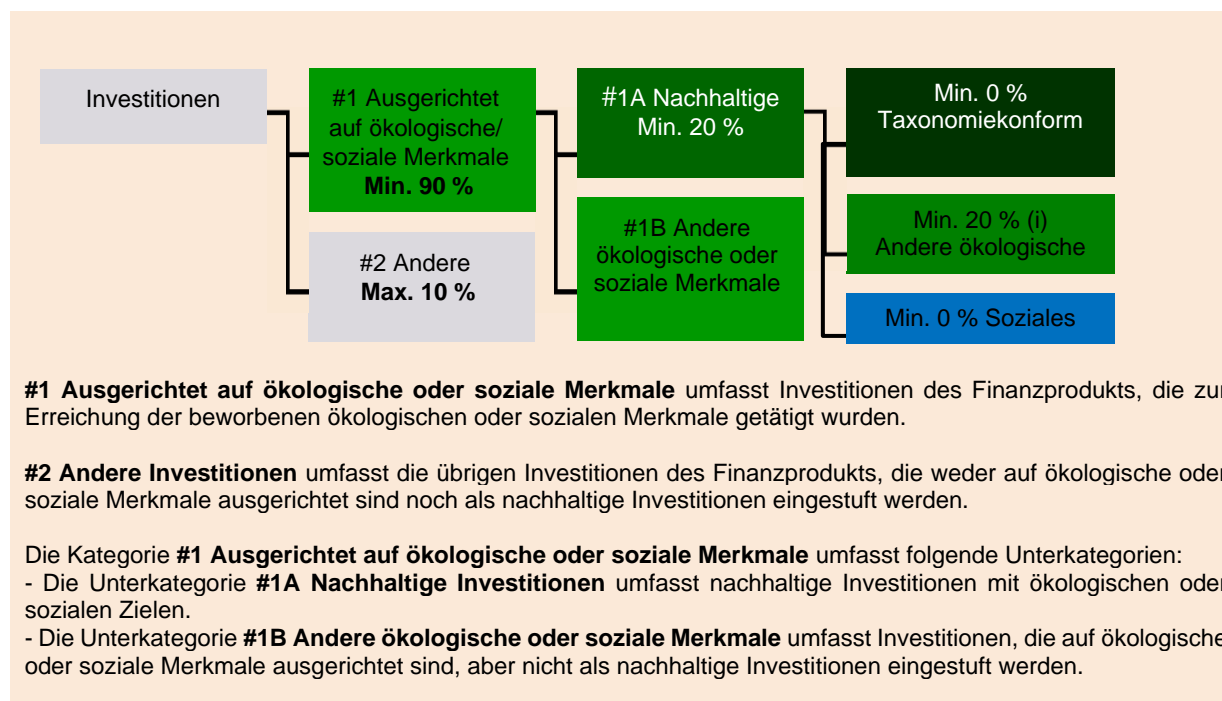 Investitionen
#1 Ausgerichtet
auf ökologische/
soziale Merkmale
Min. 90 %
#2 Andere
Max. 10 %
#1A Nachhaltige
Min. 20 %
#1B Andere
ökologische oder
soziale Merkmale
Min. 0 %
Taxonomiekonform
Min. 20 % (i)
Andere ökologische
Min. 0 % Soziales
#1 Ausgerichtet auf ökologische oder soziale Merkmale umfasst Investitionen des Finanzprodukts, die zur
Erreichung der beworbenen ökologischen oder sozialen Merkmale getätigt wurden.
#2 Andere Investitionen umfasst die übrigen Investitionen des Finanzprodukts, die weder auf ökologische oder
soziale Merkmale ausgerichtet sind noch als nachhaltige Investitionen eingestuft werden.
Die Kategorie #1 Ausgerichtet auf ökologische oder soziale Merkmale umfasst folgende Unterkategorien:
- Die Unterkategorie #1A Nachhaltige Investitionen umfasst nachhaltige Investitionen mit ökologischen oder
sozialen Zielen.
- Die Unterkategorie #1B Andere ökologische oder soziale Merkmale umfasst Investitionen, die auf ökologische
oder soziale Merkmale ausgerichtet sind, aber nicht als nachhaltige Investitionen eingestuft werden.